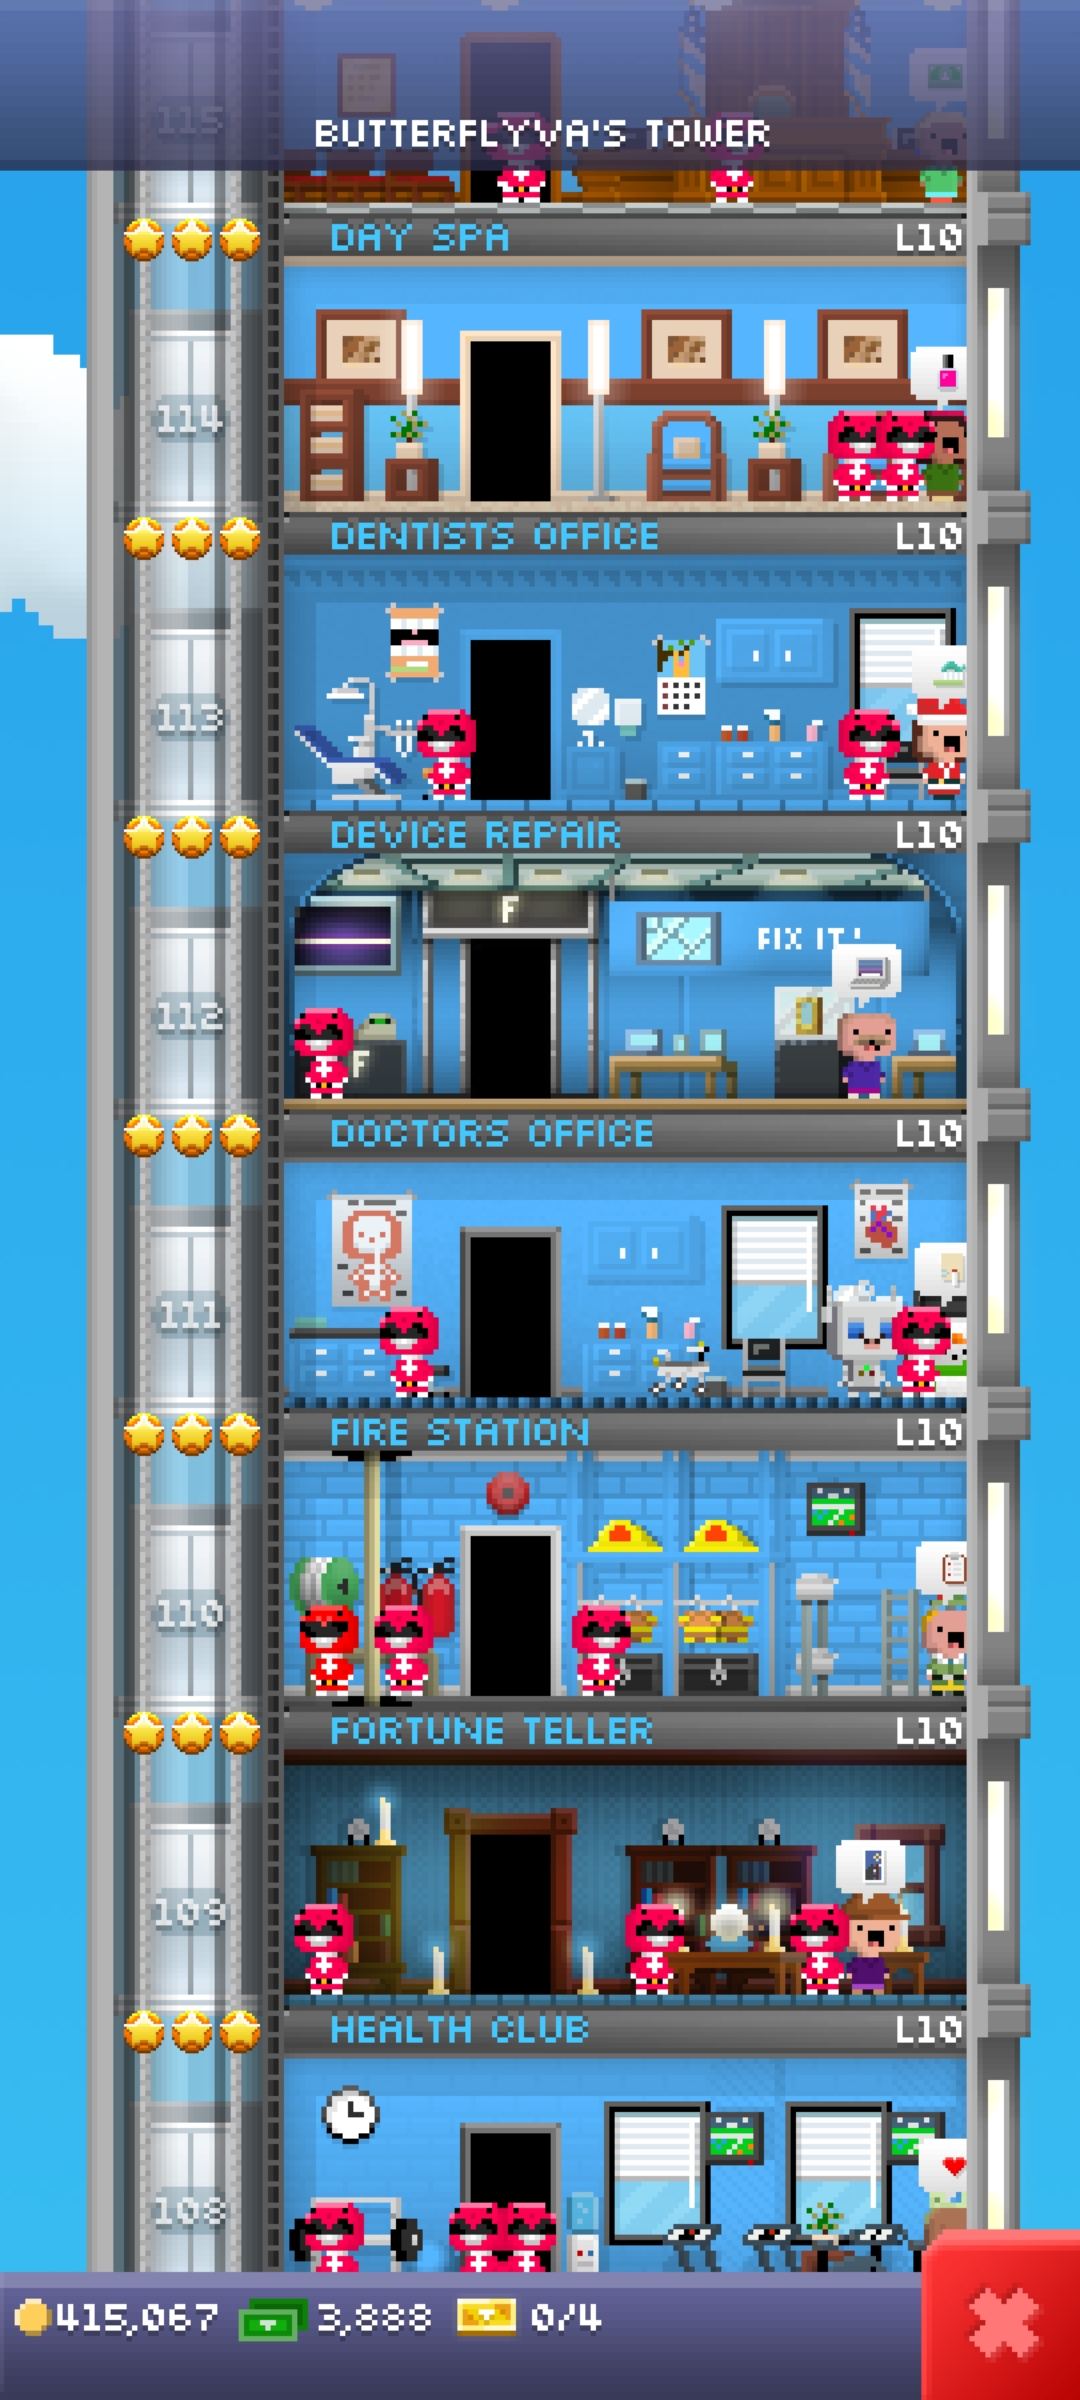 115
BUTTERFLYVA'S TOWER
DAY SPA L10
114
DENTISTS OFFICE L10
113
DEVICE REPAIR L10
F
FIX IT!
112
F
DOCTORS OFFICE L10
111
FIRE STATION L10
110
FORTUNE TELLER L10
109
HEALTH CLUB L10
108
415,067 3,888 0/4